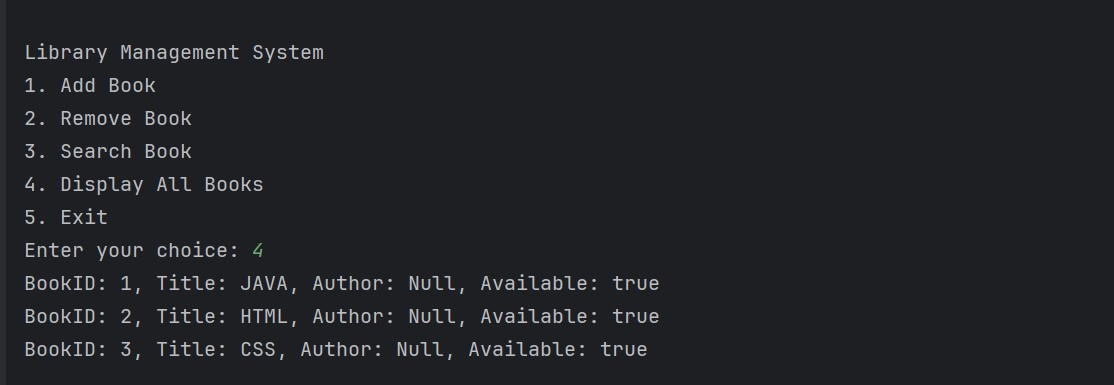 Library Management System
1. Add Book
2. Remove Book
3. Search Book
4. Display All Books
5. Exit
Enter your choice: 4
BookID: 1, Title: JAVA, Author: Null, Available: true
BookID: 2, Title: HTML, Author: Null, Available: true
BookID: 3, Title: CSS, Author: Null, Available: true